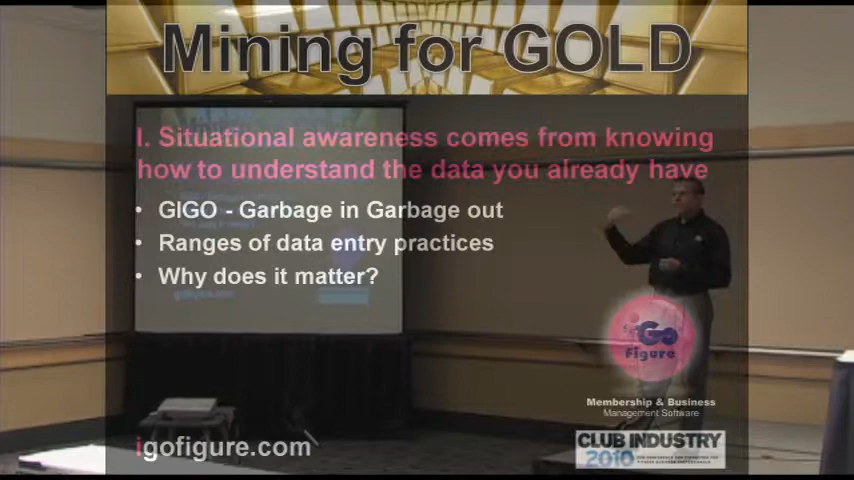 Mining for GOLD
I. Situational awareness comes from knowing
how to understand the data you already have
• GIGO - Garbage in Garbage out
• Ranges of data entry practices
• Why does it matter?
iGo
Figure
Membership & Business
Management Software
CLUB INDUSTRY
2010
igofigure.com